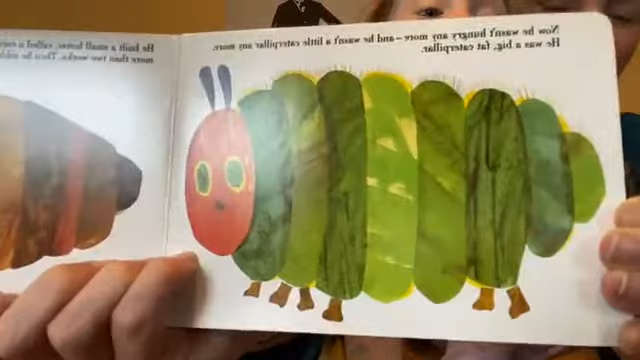 Now he wasn't hungry any more—and he wasn't a little caterpillar any more.
He was a big, fat caterpillar.
He built a small house, called a
more than two weeks. Then he